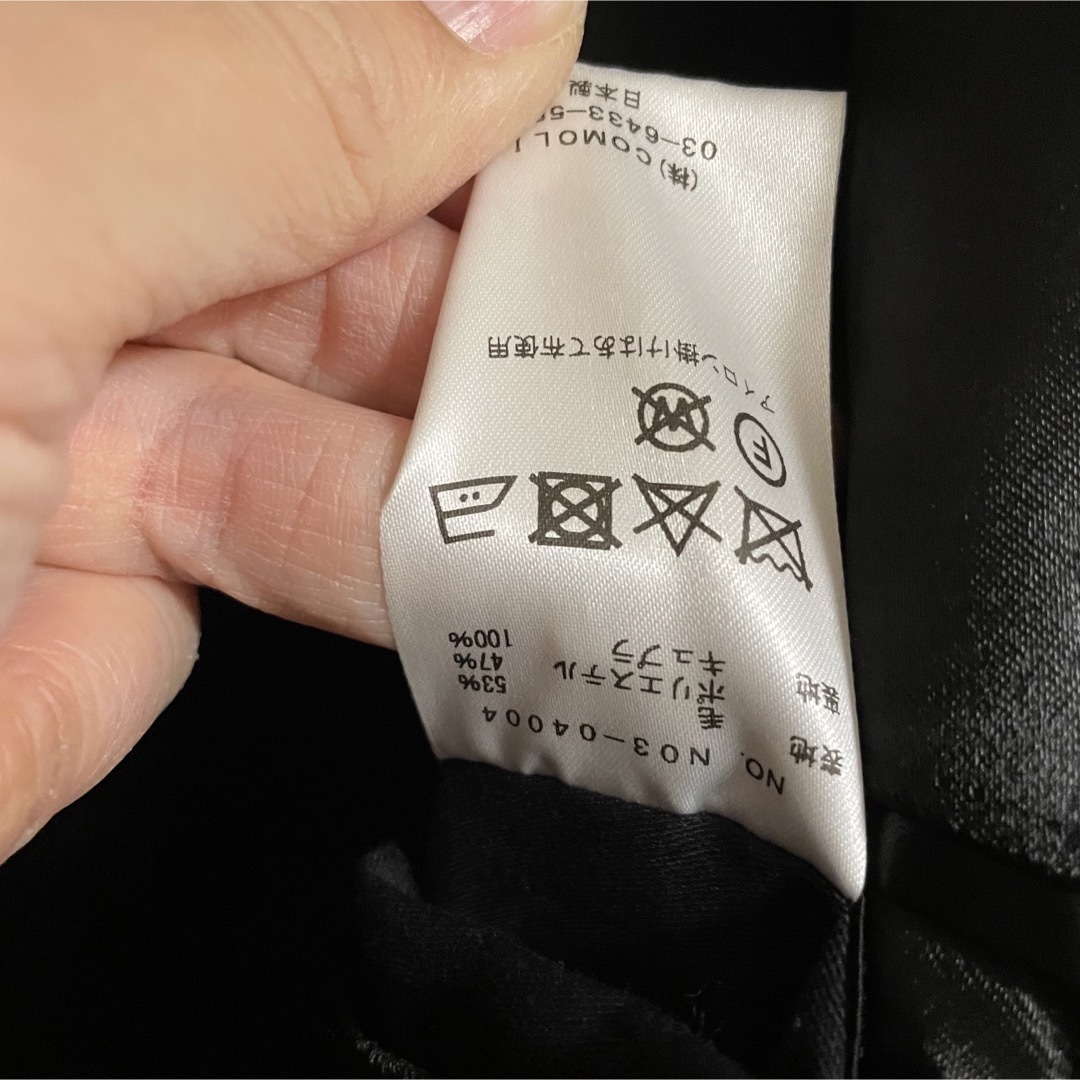 NO. N03-04004
表地 毛 53%
ポリエステル 47%
裏地 キュプラ 100%
F
W
アイロン掛けはあて布使用
(株)COMOLI
03-6433-5
日本製